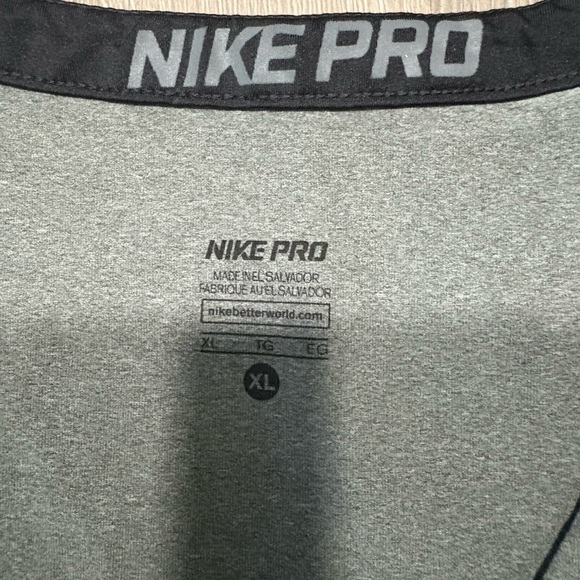 NIKE PRO
NIKE PRO
MADE IN EL SALVADOR
FABRIQUE AU EL SALVADOR
nikebetterworld.com
XL TG EG
XL